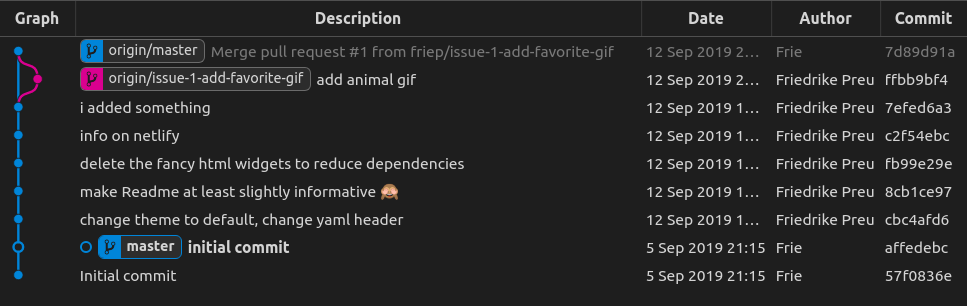 Graph Description Date Author Commit
origin/master Merge pull request #1 from friep/issue-1-add-favorite-gif 12 Sep 2019 2… Frie 7d89d91a
origin/issue-1-add-favorite-gif add animal gif 12 Sep 2019 2… Friedrike Preu ffbb9bf4
i added something 12 Sep 2019 1… Friedrike Preu 7efed6a3
info on netlify 12 Sep 2019 1… Friedrike Preu c2f54ebc
delete the fancy html widgets to reduce dependencies 12 Sep 2019 1… Friedrike Preu fb99e29e
make Readme at least slightly informative 🙈 12 Sep 2019 1… Friedrike Preu 8cb1ce97
change theme to default, change yaml header 12 Sep 2019 1… Friedrike Preu cbc4afd6
master initial commit 5 Sep 2019 21:15 Frie affedebc
Initial commit 5 Sep 2019 21:15 Frie 57f0836e